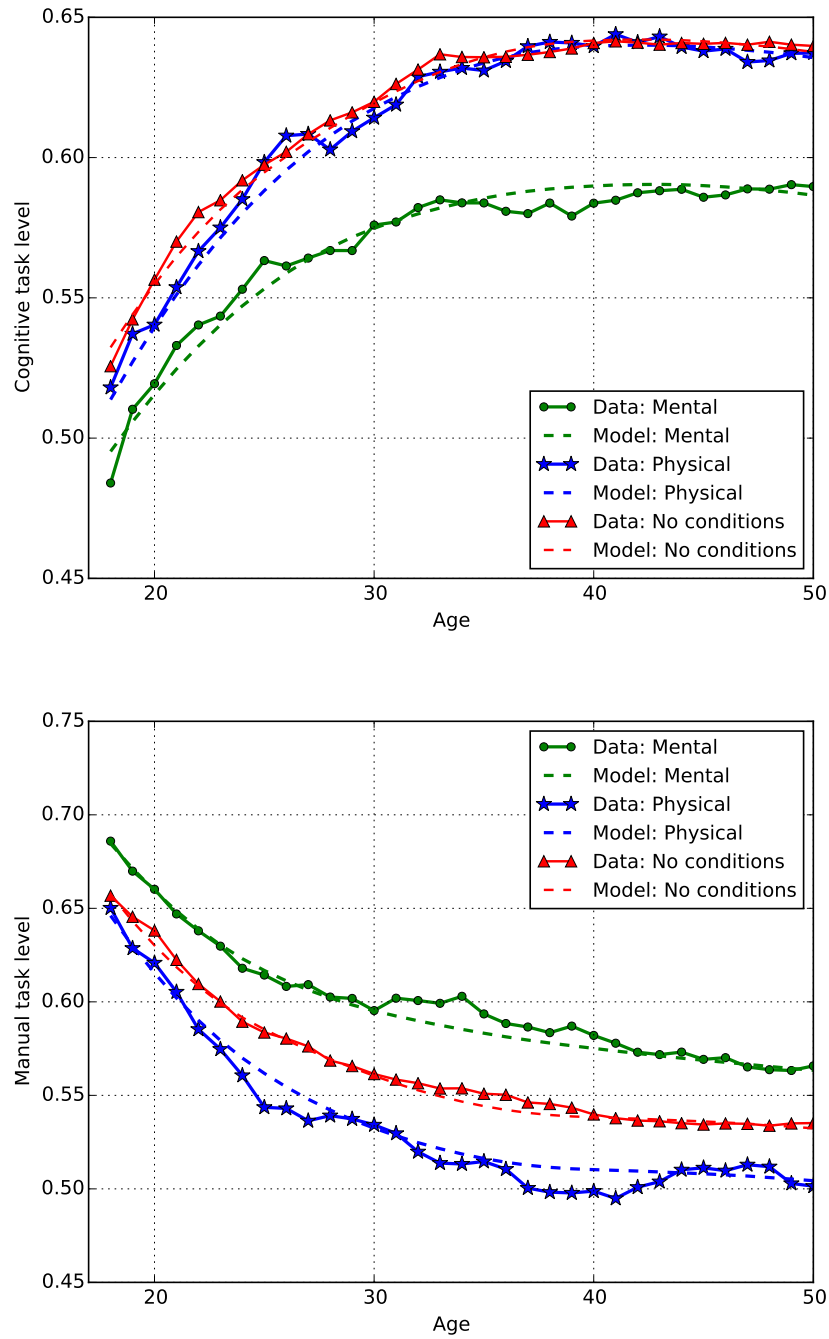 0.65
0.60
0.55
0.50
0.45
Cognitive task level
Data: Mental
Model: Mental
Data: Physical
Model: Physical
Data: No conditions
Model: No conditions
20 30 40 50
Age
0.75
0.70
0.65
0.60
0.55
0.50
0.45
Manual task level
Data: Mental
Model: Mental
Data: Physical
Model: Physical
Data: No conditions
Model: No conditions
20 30 40 50
Age